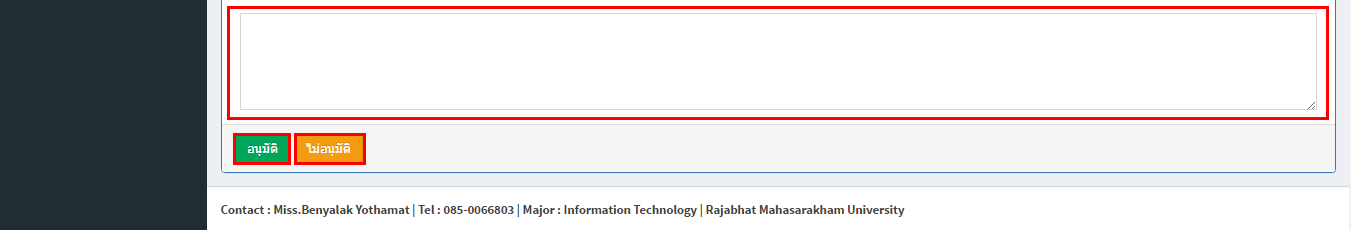 อนุมัติ ไม่อนุมัติ
Contact : Miss.Benyalak Yothamat | Tel : 085-0066803 | Major : Information Technology | Rajabhat Mahasarakham University